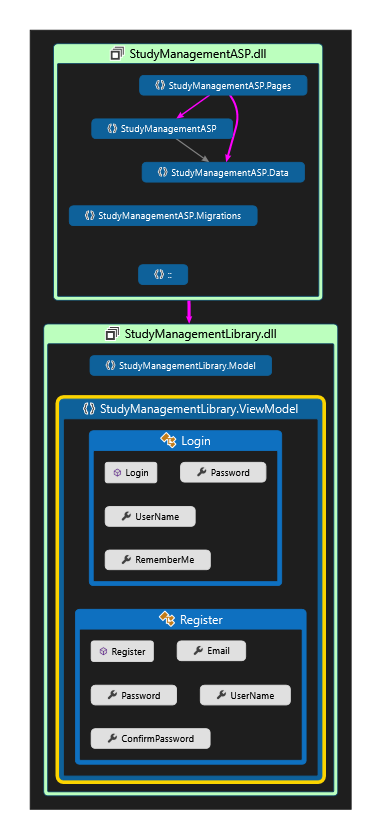 StudyManagementASP.dll
StudyManagementASP.Pages
StudyManagementASP
StudyManagementASP.Data
StudyManagementASP.Migrations
::
StudyManagementLibrary.dll
StudyManagementLibrary.Model
StudyManagementLibrary.ViewModel
Login
Login Password
UserName
RememberMe
Register
Register Email
Password UserName
ConfirmPassword